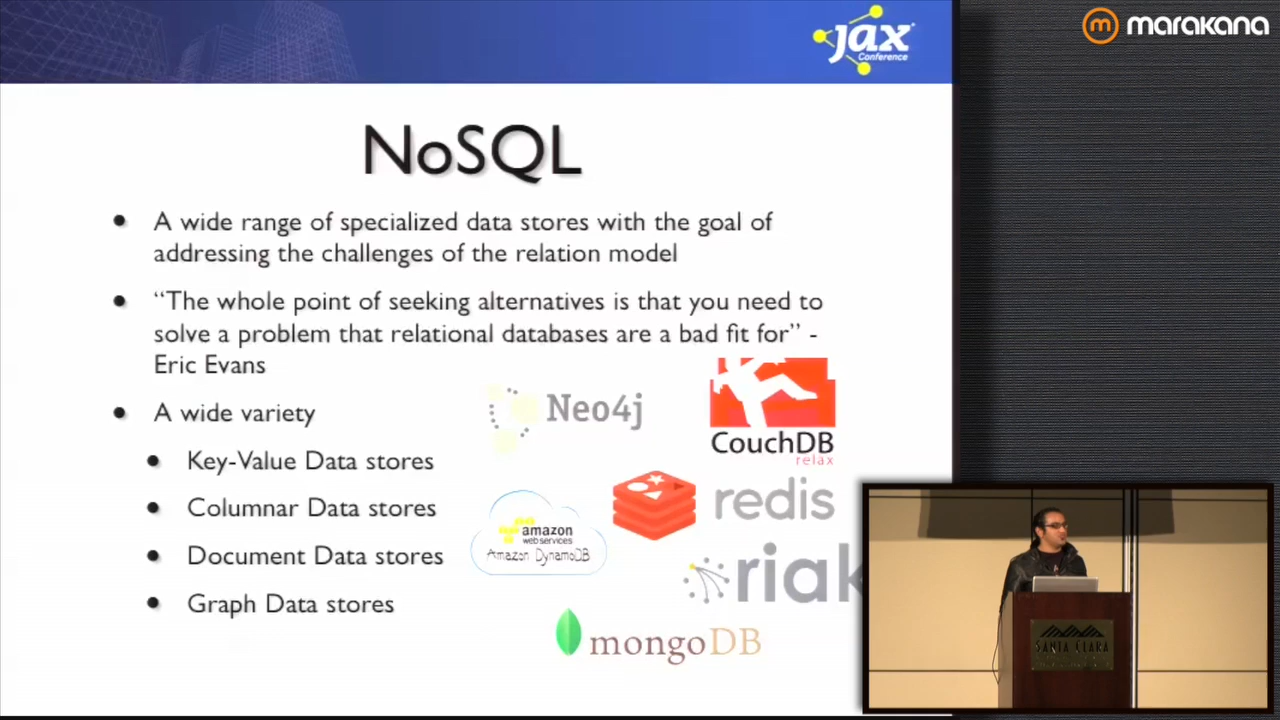 jax
Conference
marakana
NoSQL
• A wide range of specialized data stores with the goal of
addressing the challenges of the relation model
• “The whole point of seeking alternatives is that you need to
solve a problem that relational databases are a bad fit for” -
Eric Evans
• A wide variety
• Key-Value Data stores
• Columnar Data stores
• Document Data stores
• Graph Data stores
Neo4j
CouchDB
relax
redis
amazon
web services
Amazon DynamoDB
riak
mongoDB
SANTA CLARA